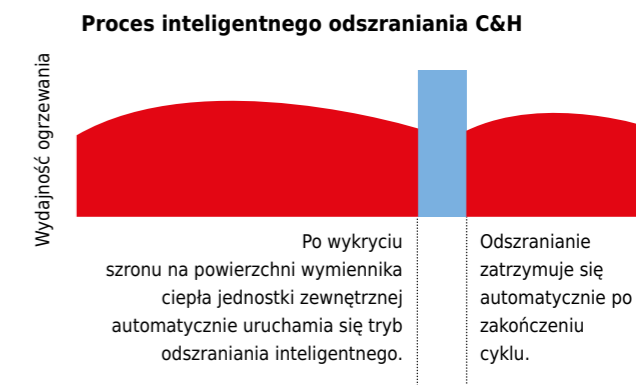 Proces inteligentnego odszraniania C&H
Wydajność ogrzewania
Po wykryciu
szronu na powierzchni wymiennika
ciepła jednostki zewnętrznej
automatycznie uruchamia się tryb
odszraniania inteligentnego.
Odszranianie
zatrzymuje się
automatycznie po
zakończeniu
cyklu.